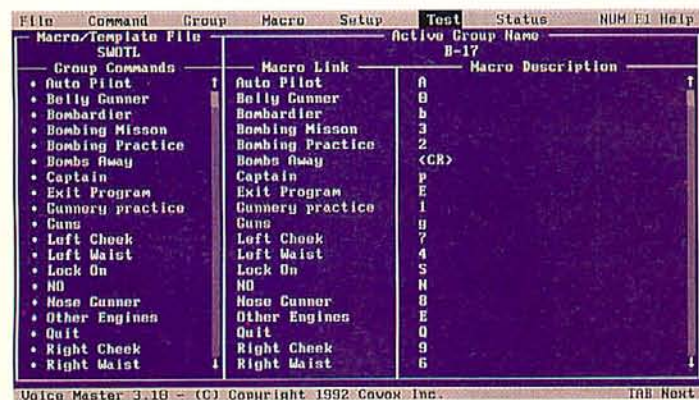 File Command Group Macro Setup Test Status NUM F1 Help
Macro/Template File Active Group Name
SWOTL B-17
Group Commands Macro Link Macro Description
• Auto Pilot Auto Pilot A
• Belly Gunner Belly Gunner 0
• Bombardier Bombardier b
• Bombing Misson Bombing Misson 3
• Bombing Practice Bombing Practice 2
• Bombs Away Bombs Away <CR>
• Captain Captain p
• Exit Program Exit Program E
• Gunnery practice Gunnery practice 1
• Guns Guns g
• Left Cheek Left Cheek 7
• Left Waist Left Waist 4
• Lock On Lock On S
• NO NO N
• Nose Gunner Nose Gunner 8
• Other Engines Other Engines E
• Quit Quit Q
• Right Cheek Right Cheek 9
• Right Waist Right Waist 6
Voice Master 3.10 - (C) Copyright 1992 Covox Inc. TAB Next